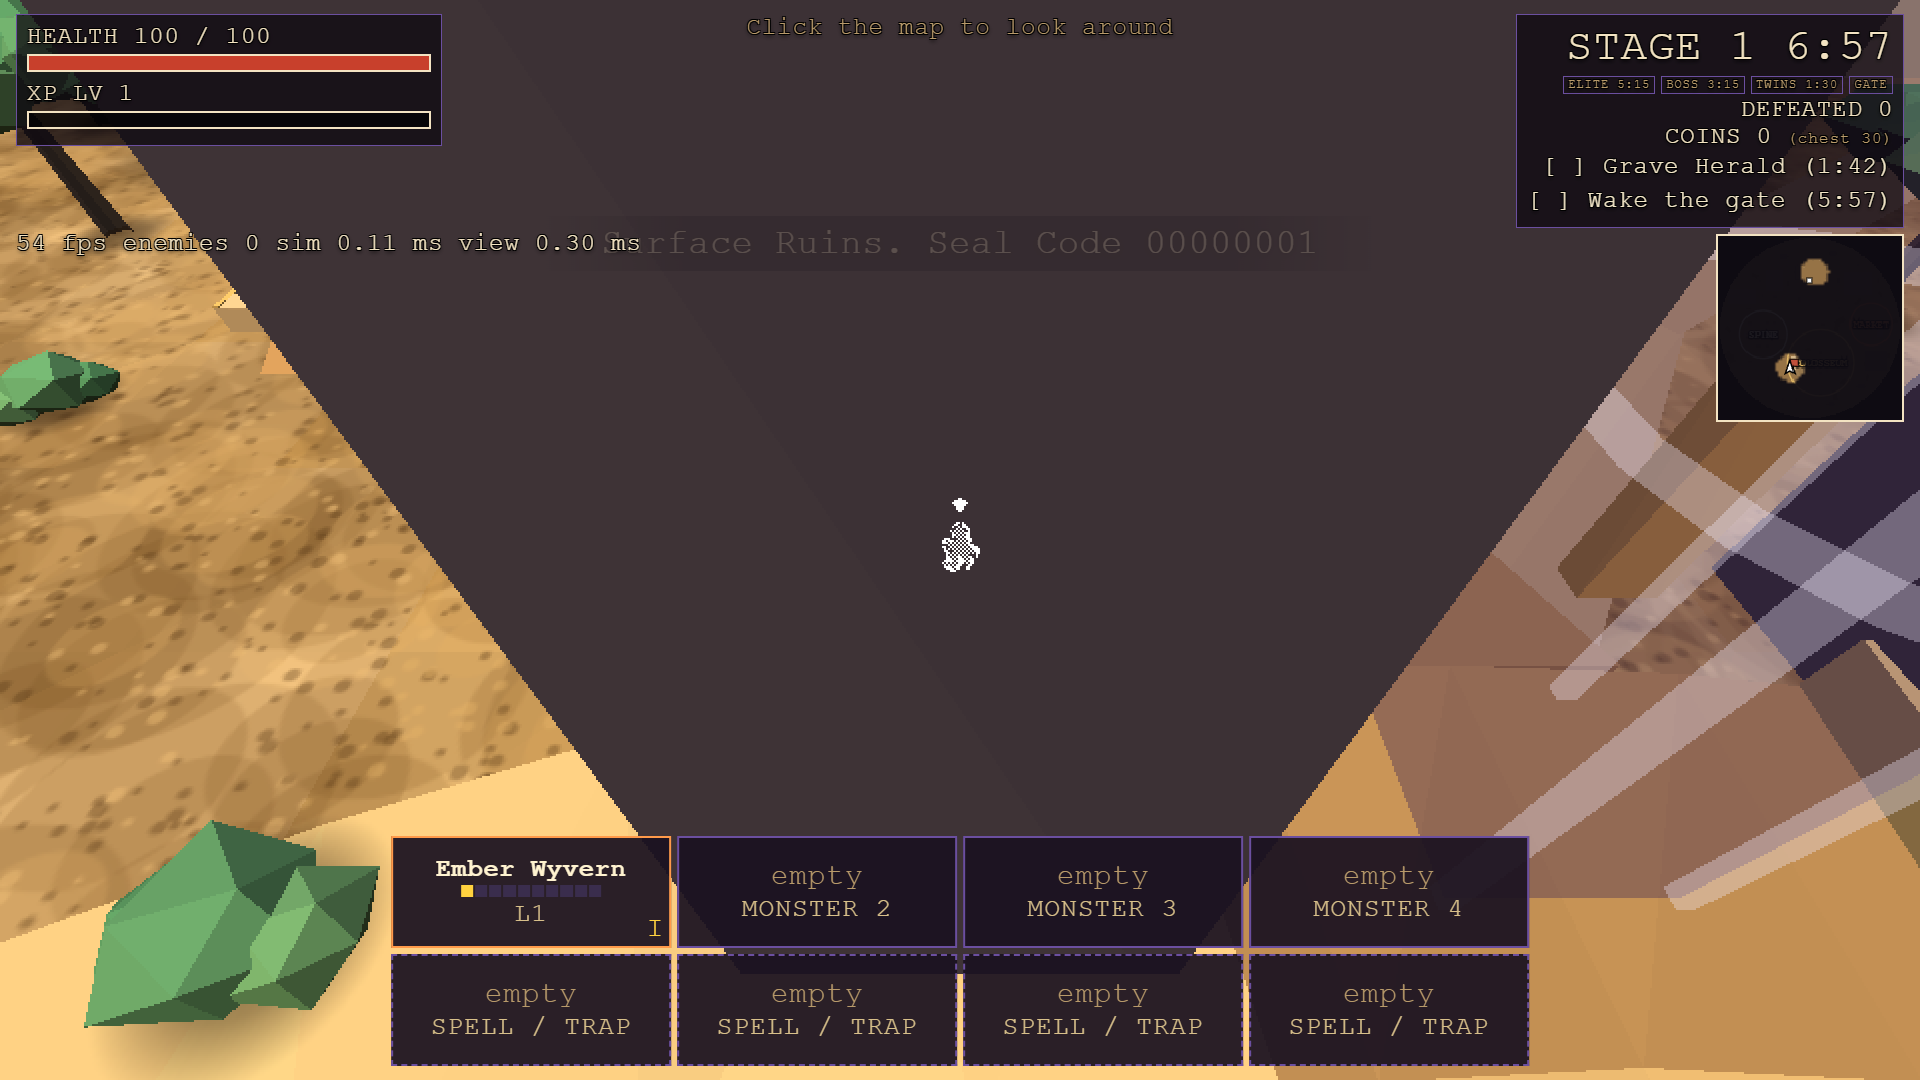 HEALTH 100 / 100
XP LV 1
Click the map to look around
STAGE 1 6:57
ELITE 5:15 BOSS 3:15 TWINS 1:30 GATE
DEFEATED 0
COINS 0 (chest 30)
[ ] Grave Herald (1:42)
[ ] Wake the gate (5:57)
54 fps enemies 0 sim 0.11 ms view 0.30 ms
Surface Ruins. Seal Code 00000001
Ember Wyvern
L1
I
empty
MONSTER 2
empty
MONSTER 3
empty
MONSTER 4
empty
SPELL / TRAP
empty
SPELL / TRAP
empty
SPELL / TRAP
empty
SPELL / TRAP